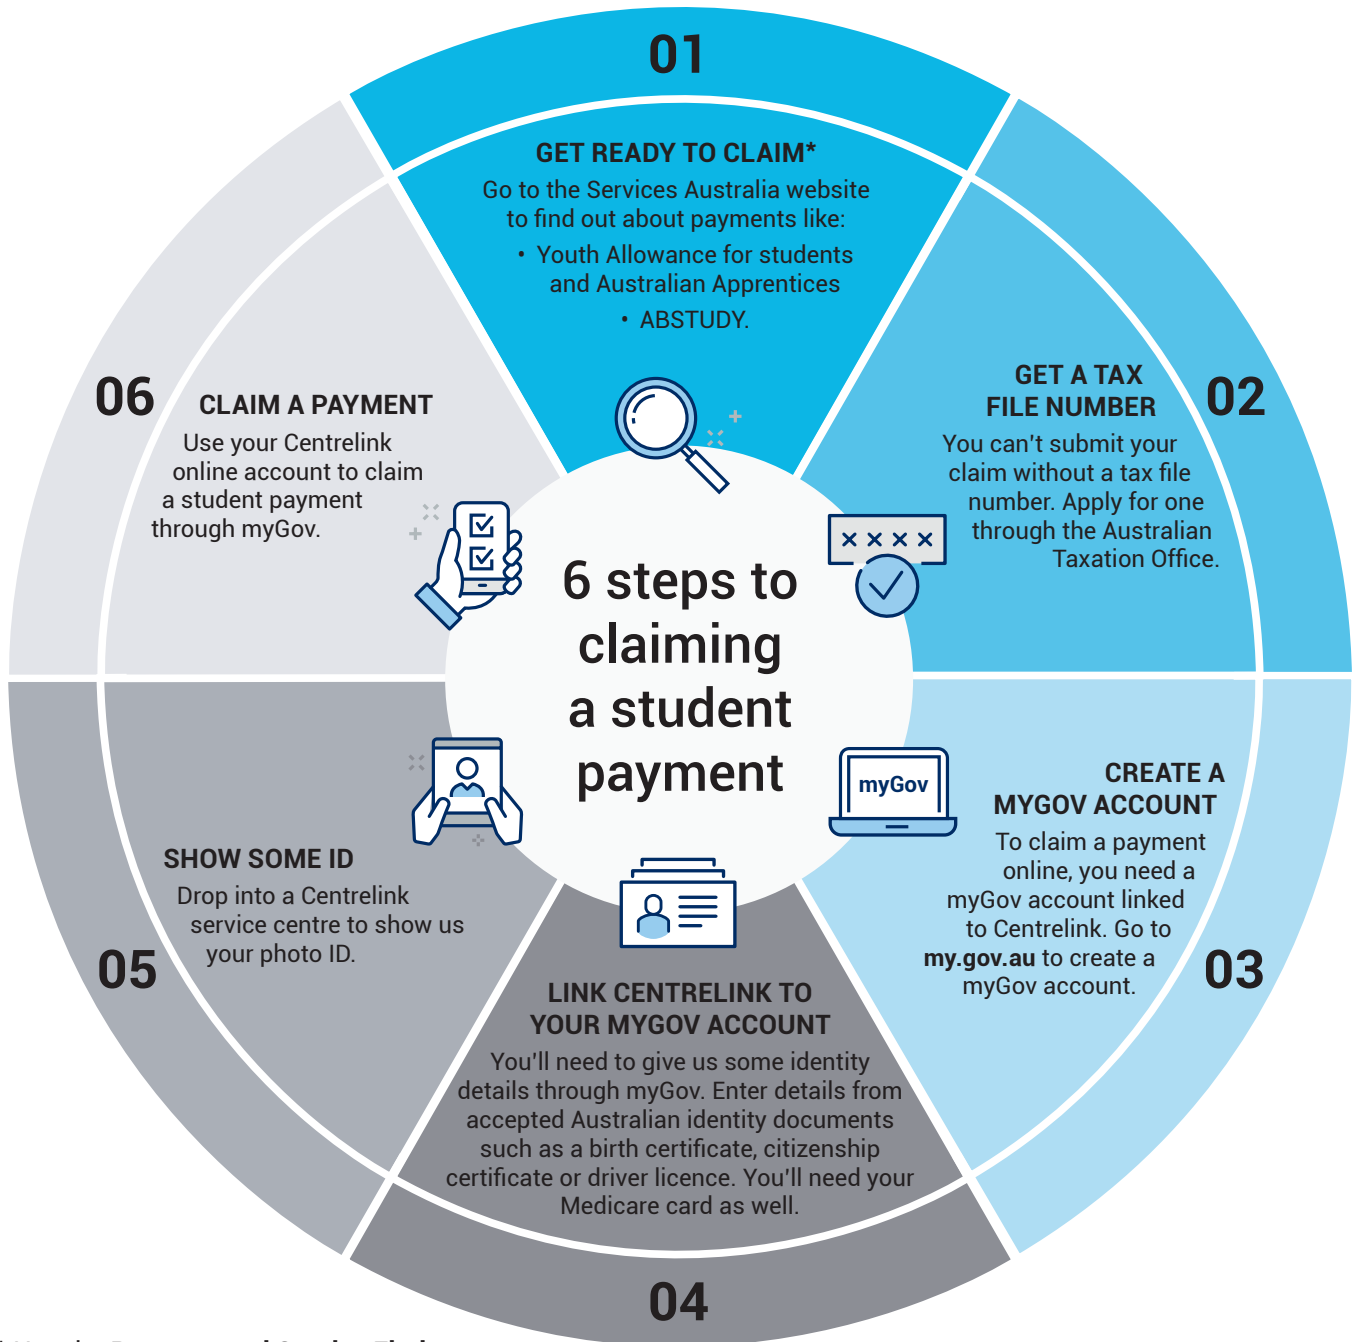 01
GET READY TO CLAIM*
Go to the Services Australia website
to find out about payments like:
• Youth Allowance for students
and Australian Apprentices
• ABSTUDY.
02
GET A TAX
FILE NUMBER
You can't submit your
claim without a tax file
number. Apply for one
through the Australian
Taxation Office.
03
CREATE A
MYGOV ACCOUNT
To claim a payment
online, you need a
myGov account linked
to Centrelink. Go to
my.gov.au to create a
myGov account.
myGov
04
LINK CENTRELINK TO
YOUR MYGOV ACCOUNT
You'll need to give us some identity
details through myGov. Enter details from
accepted Australian identity documents
such as a birth certificate, citizenship
certificate or driver licence. You'll need your
Medicare card as well.
05
SHOW SOME ID
Drop into a Centrelink
service centre to show us
your photo ID.
06
CLAIM A PAYMENT
Use your Centrelink
online account to claim
a student payment
through myGov.
6 steps to
claiming
a student
payment